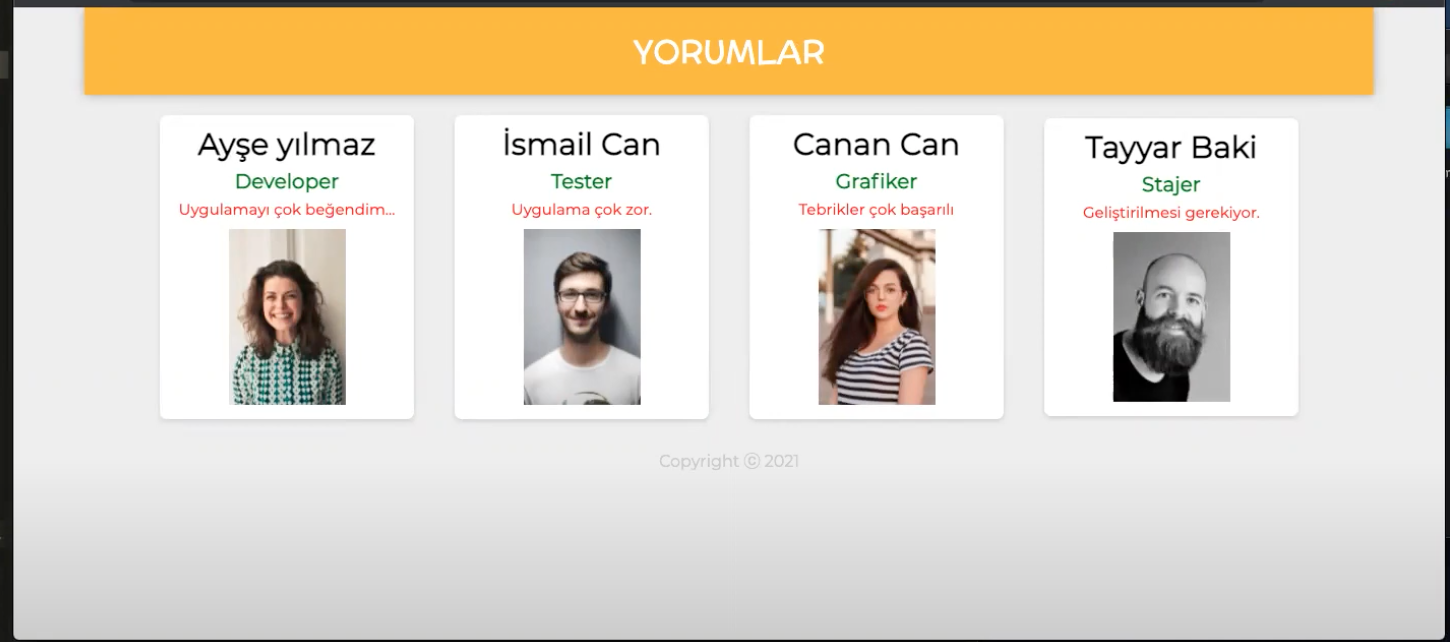 YORUMLAR
Ayşe yılmaz
Developer
Uygulamayı çok beğendim...
İsmail Can
Tester
Uygulama çok zor.
Canan Can
Grafiker
Tebrikler çok başarılı
Tayyar Baki
Stajer
Geliştirilmesi gerekiyor.
Copyright ⓒ 2021